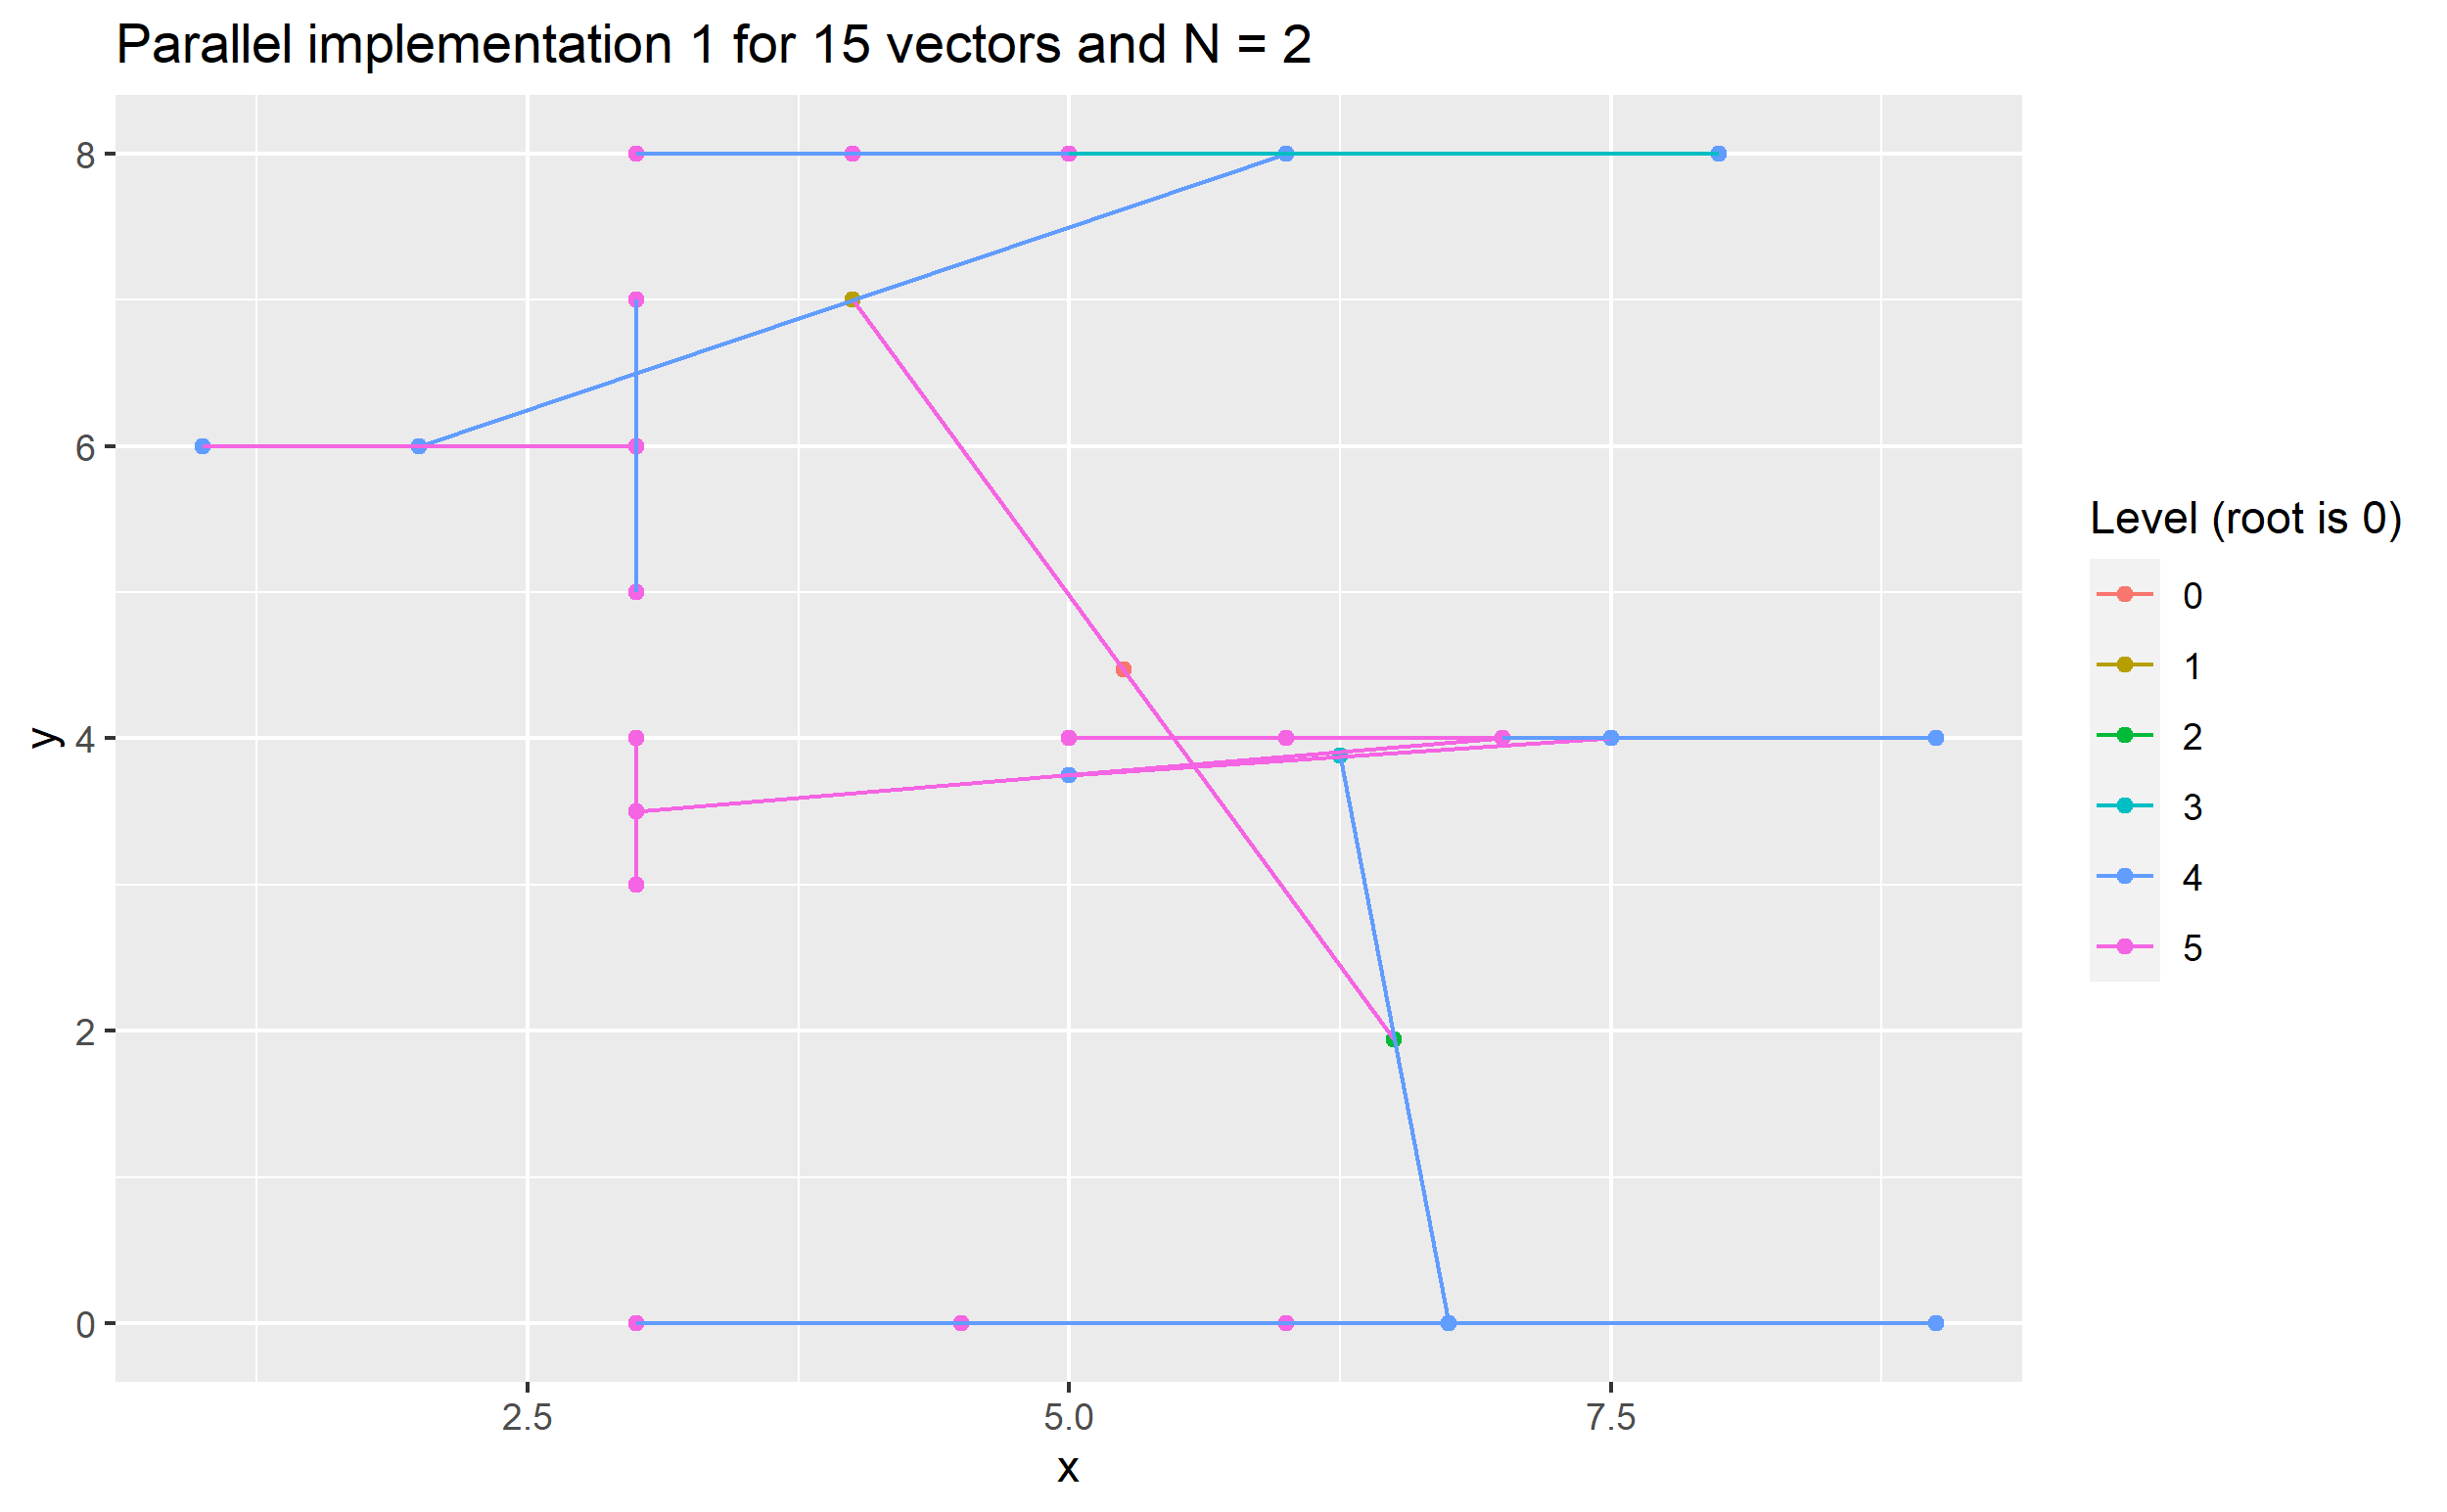 Parallel implementation 1 for 15 vectors and N = 2
8
6
4
2
0
y
2.5 5.0 7.5
x
Level (root is 0)
0
1
2
3
4
5